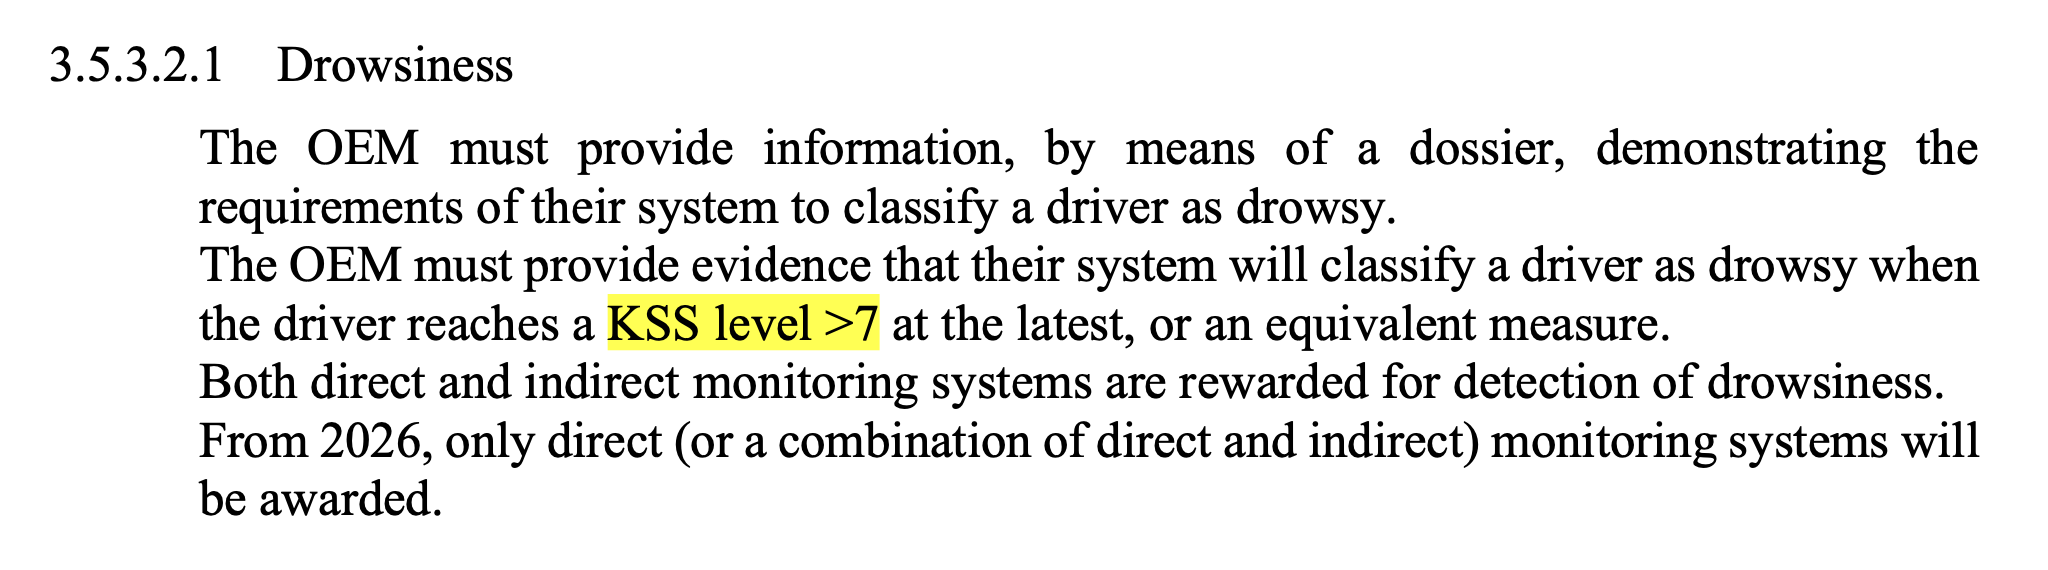 3.5.3.2.1 Drowsiness
The OEM must provide information, by means of a dossier, demonstrating the
requirements of their system to classify a driver as drowsy.
The OEM must provide evidence that their system will classify a driver as drowsy when
the driver reaches a KSS level >7 at the latest, or an equivalent measure.
Both direct and indirect monitoring systems are rewarded for detection of drowsiness.
From 2026, only direct (or a combination of direct and indirect) monitoring systems will
be awarded.